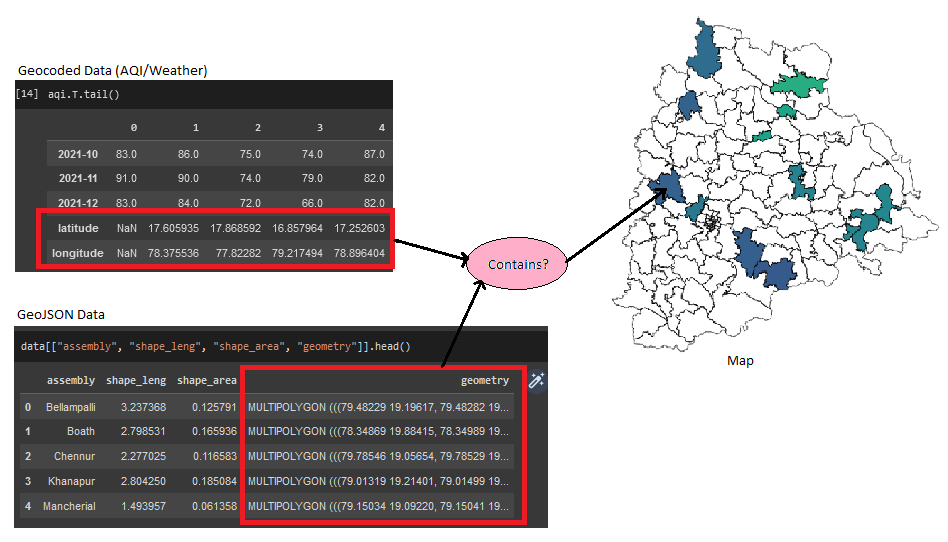 Geocoded Data (AQI/Weather)
[14] aqi.T.tail()
0 1 2 3 4
2021-10 83.0 86.0 75.0 74.0 87.0
2021-11 91.0 90.0 74.0 79.0 82.0
2021-12 83.0 84.0 72.0 66.0 82.0
latitude NaN 17.605935 17.868592 16.857964 17.252603
longitude NaN 78.375536 77.82282 79.217494 78.896404
Contains?
GeoJSON Data
data[["assembly", "shape_leng", "shape_area", "geometry"]].head()
assembly shape_leng shape_area geometry
0 Bellampalli 3.237368 0.125791 MULTIPOLYGON (((79.48229 19.19617, 79.48282 19...
1 Boath 2.798531 0.165936 MULTIPOLYGON (((78.34869 19.88415, 78.34989 19...
2 Chennur 2.277025 0.116583 MULTIPOLYGON (((79.78546 19.05654, 79.78529 19...
3 Khanapur 2.804250 0.185084 MULTIPOLYGON (((79.01319 19.21401, 79.01499 19...
4 Mancherial 1.493957 0.061358 MULTIPOLYGON (((79.15034 19.09220, 79.15041 19...
Map